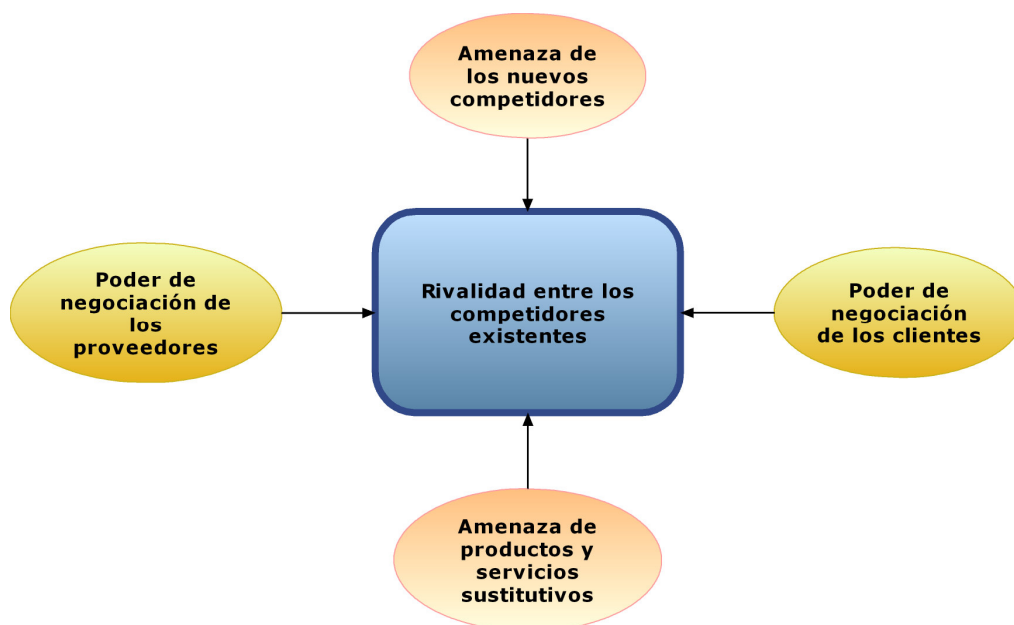 Amenaza de
los nuevos
competidores
Poder de
negociación de
los
proveedores
Rivalidad entre los
competidores
existentes
Poder de
negociación
de los clientes
Amenaza de
productos y
servicios
sustitutivos